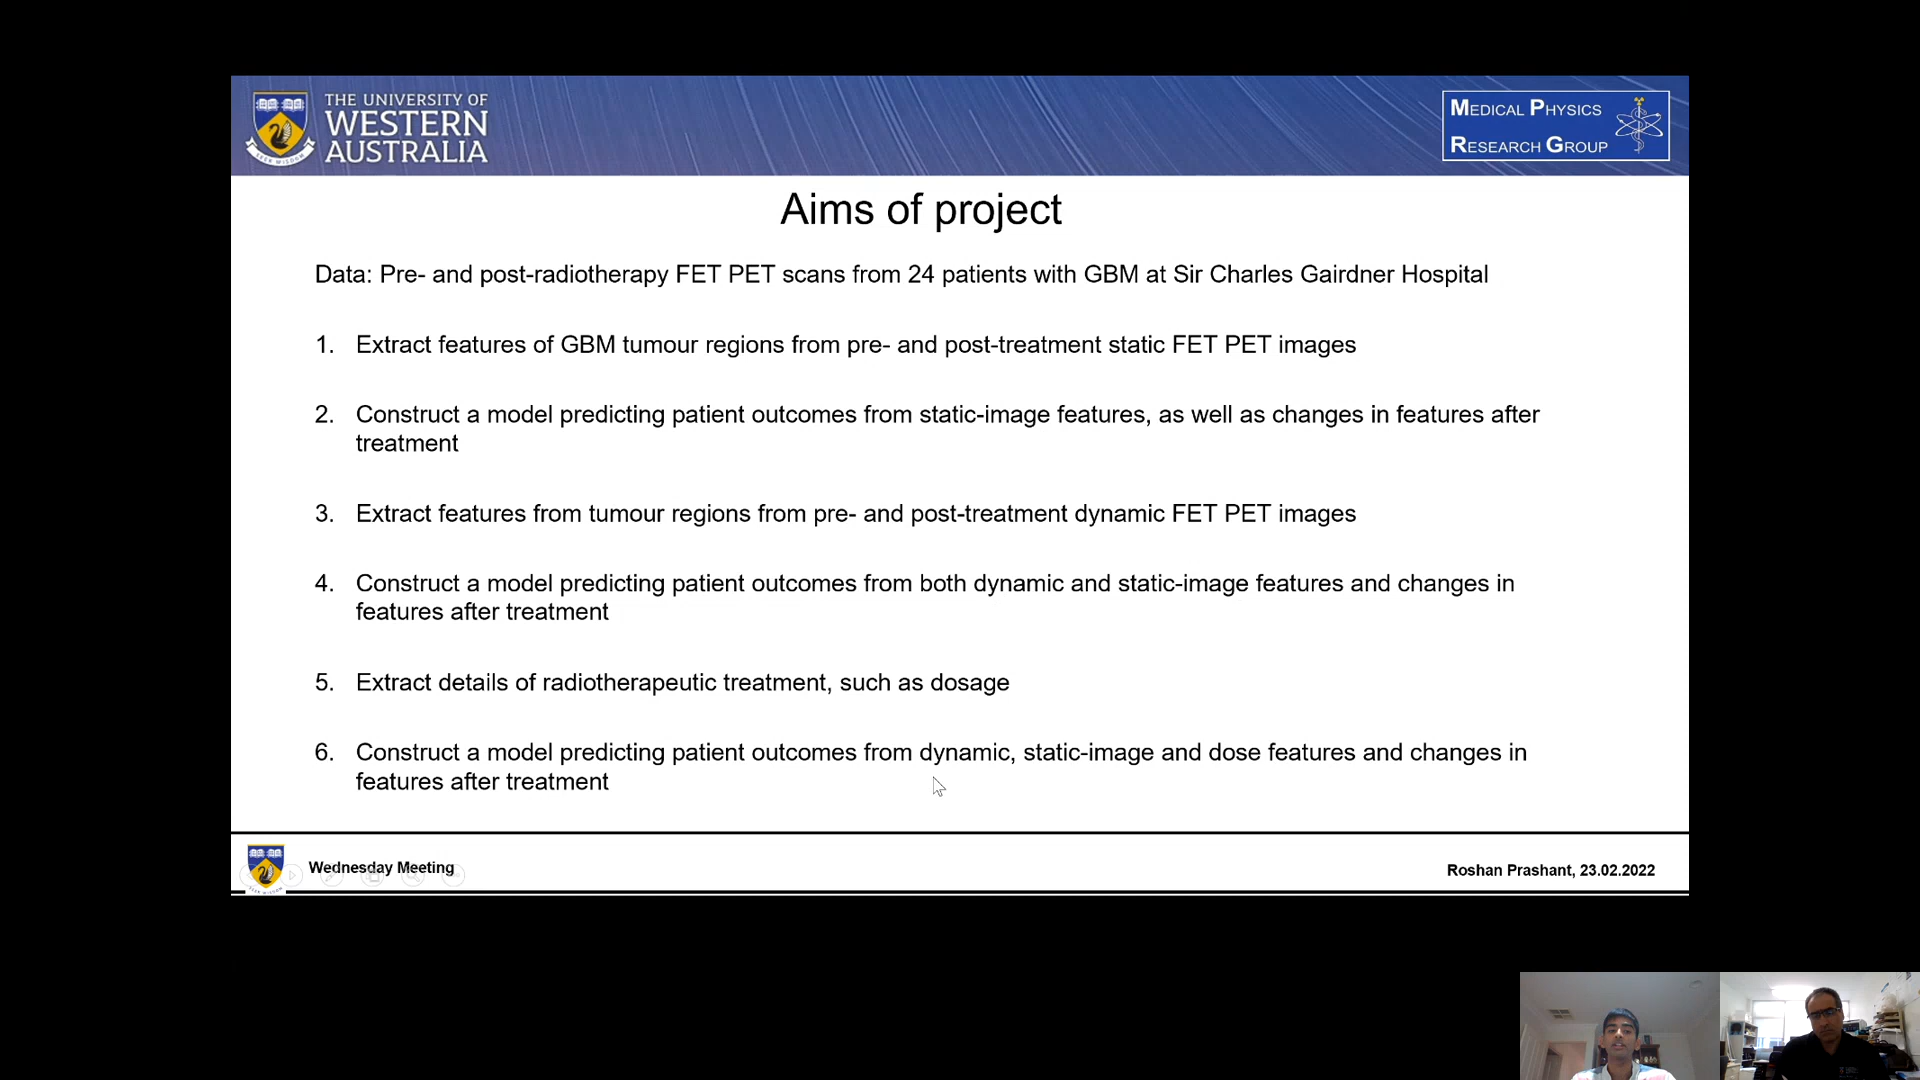 THE UNIVERSITY OF
WESTERN
AUSTRALIA
SEEK WISDOM
MEDICAL PHYSICS
RESEARCH GROUP
Aims of project
Data: Pre- and post-radiotherapy FET PET scans from 24 patients with GBM at Sir Charles Gairdner Hospital
1. Extract features of GBM tumour regions from pre- and post-treatment static FET PET images
2. Construct a model predicting patient outcomes from static-image features, as well as changes in features after
treatment
3. Extract features from tumour regions from pre- and post-treatment dynamic FET PET images
4. Construct a model predicting patient outcomes from both dynamic and static-image features and changes in
features after treatment
5. Extract details of radiotherapeutic treatment, such as dosage
6. Construct a model predicting patient outcomes from dynamic, static-image and dose features and changes in
features after treatment
Wednesday Meeting
Roshan Prashant, 23.02.2022